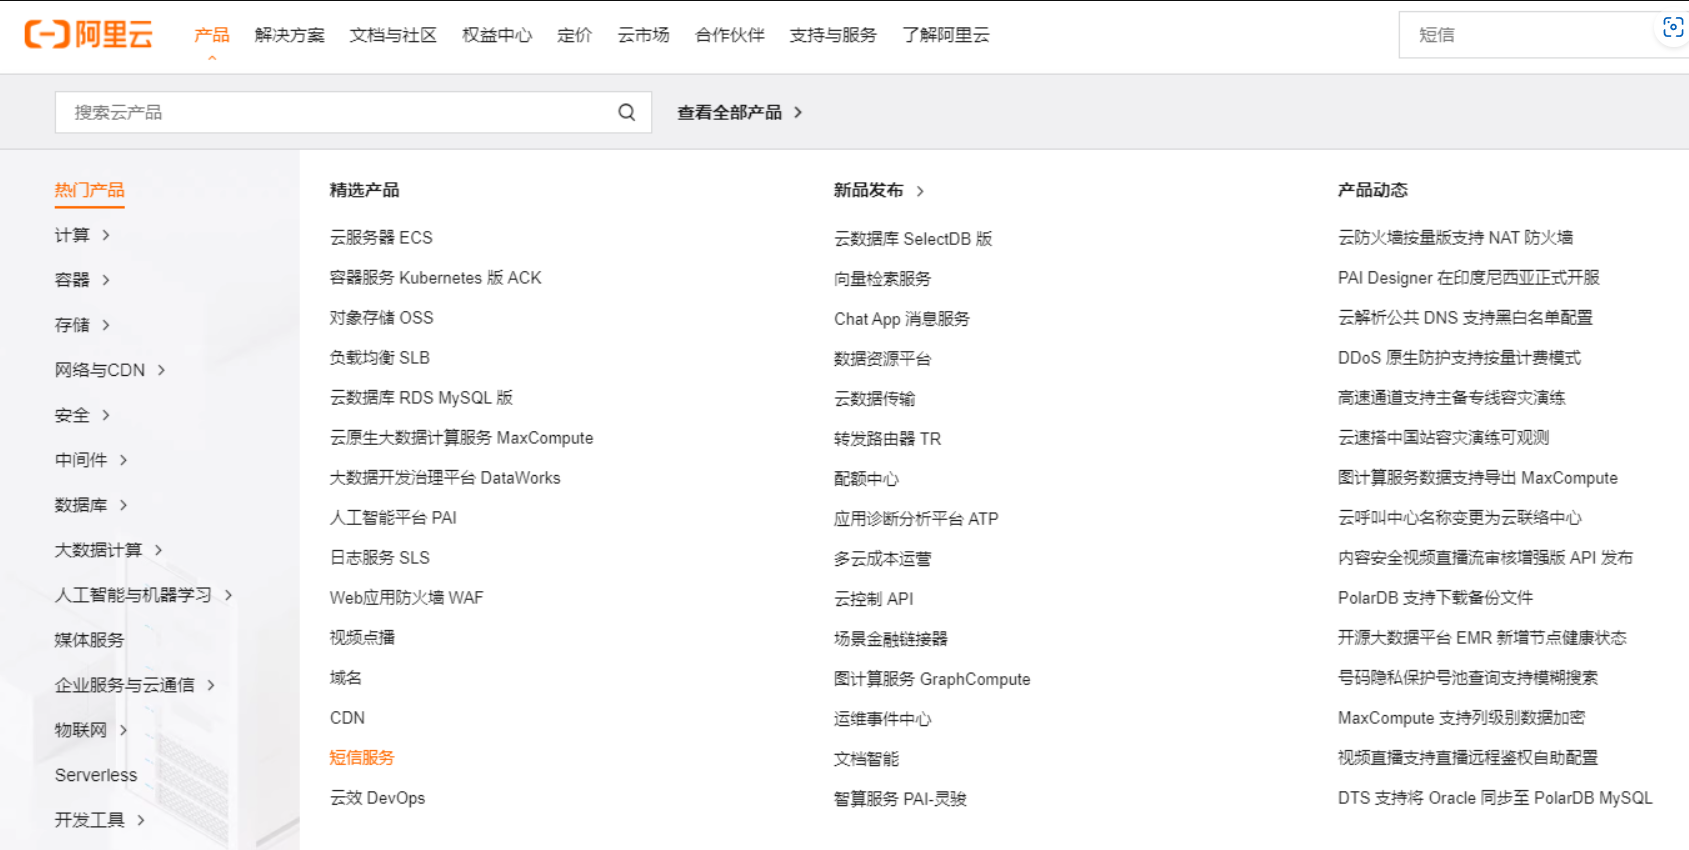 阿里云
产品 解决方案 文档与社区 权益中心 定价 云市场 合作伙伴 支持与服务 了解阿里云
短信
搜索云产品
查看全部产品
热门产品
计算
容器
存储
网络与CDN
安全
中间件
数据库
大数据计算
人工智能与机器学习
媒体服务
企业服务与云通信
物联网
Serverless
开发工具
精选产品
云服务器 ECS
容器服务 Kubernetes 版 ACK
对象存储 OSS
负载均衡 SLB
云数据库 RDS MySQL 版
云原生大数据计算服务 MaxCompute
大数据开发治理平台 DataWorks
人工智能平台 PAI
日志服务 SLS
Web应用防火墙 WAF
视频点播
域名
CDN
短信服务
云效 DevOps
新品发布
云数据库 SelectDB 版
向量检索服务
Chat App 消息服务
数据资源平台
云数据传输
转发路由器 TR
配额中心
应用诊断分析平台 ATP
多云成本运营
云控制 API
场景金融链接器
图计算服务 GraphCompute
运维事件中心
文档智能
智算服务 PAI-灵骏
产品动态
云防火墙按量版支持 NAT 防火墙
PAI Designer 在印度尼西亚正式开服
云解析公共 DNS 支持黑白名单配置
DDoS 原生防护支持按量计费模式
高速通道支持主备专线容灾演练
云速搭中国站容灾演练可观测
图计算服务数据支持导出 MaxCompute
云呼叫中心名称变更为云联络中心
内容安全视频直播流审核增强版 API 发布
PolarDB 支持下载备份文件
开源大数据平台 EMR 新增节点健康状态
号码隐私保护号池查询支持模糊搜索
MaxCompute 支持列级别数据加密
视频直播支持直播远程鉴权自助配置
DTS 支持将 Oracle 同步至 PolarDB MySQL